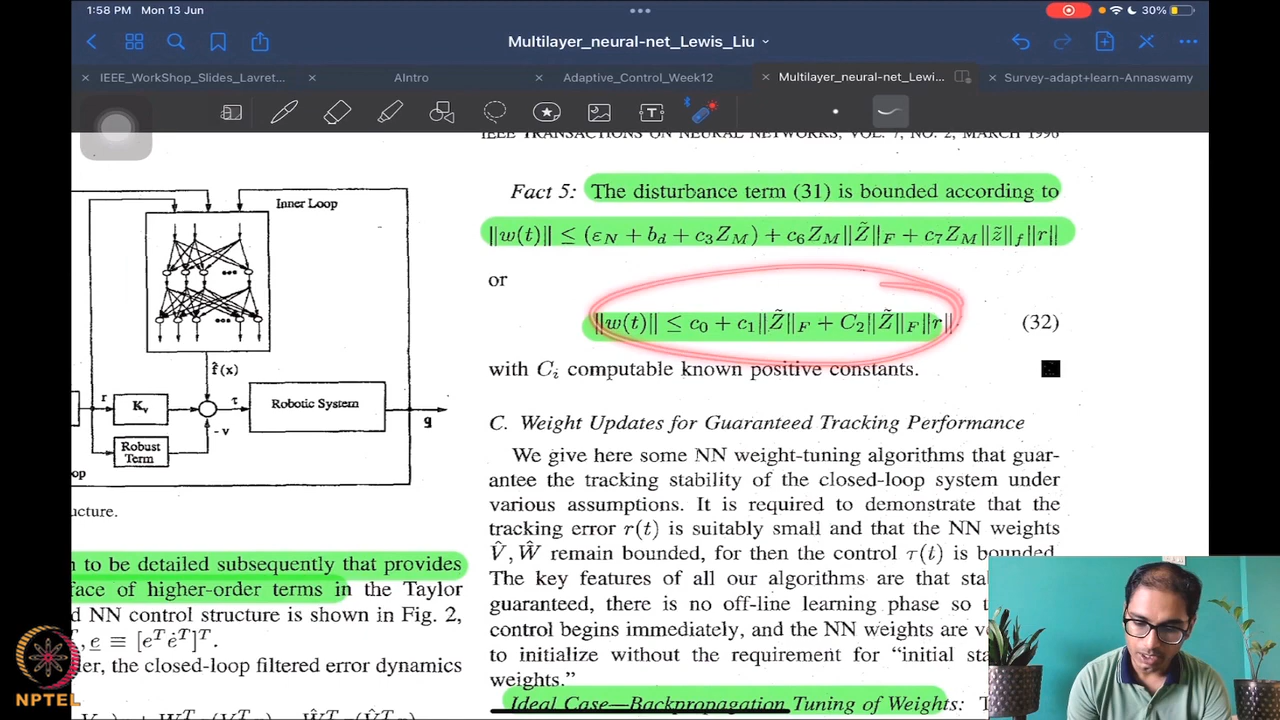 1:58 PM Mon 13 Jun
30%
Multilayer_neural-net_Lewis_Liu
IEEE_WorkShop_Slides_Lavret...
AIntro
Adaptive_Control_Week12
Multilayer_neural-net_Lewi...
Survey-adapt+learn-Annaswamy
IEEE TRANSACTIONS ON NEURAL NETWORKS, VOL. 7, NO. 2, MARCH 1996
Inner Loop
f̂(x)
r
K_v
τ
Robotic System
q
- v
Robust
Term
op
ucture.
n to be detailed subsequently that provides
face of higher-order terms in the Taylor
d NN control structure is shown in Fig. 2,
, e ≡ [e^T ė^T]^T.
er, the closed-loop filtered error dynamics
Fact 5: The disturbance term (31) is bounded according to
‖w(t)‖ ≤ (ε_N + b_d + c_3 Z_M) + c_6 Z_M‖Z̃‖_F + c_7 Z_M‖z̃‖_f‖r‖
or
‖w(t)‖ ≤ c_0 + c_1‖Z̃‖_F + C_2‖Z̃‖_F‖r‖ (32)
with C_i computable known positive constants.
C. Weight Updates for Guaranteed Tracking Performance
We give here some NN weight-tuning algorithms that guar-
antee the tracking stability of the closed-loop system under
various assumptions. It is required to demonstrate that the
tracking error r(t) is suitably small and that the NN weights
V̂, Ŵ remain bounded, for then the control τ(t) is bounded.
The key features of all our algorithms are that sta
guaranteed, there is no off-line learning phase so t
control begins immediately, and the NN weights are v
to initialize without the requirement for "initial sta
weights."
Ideal Case—Backpropagation Tuning of Weights: T
NPTEL